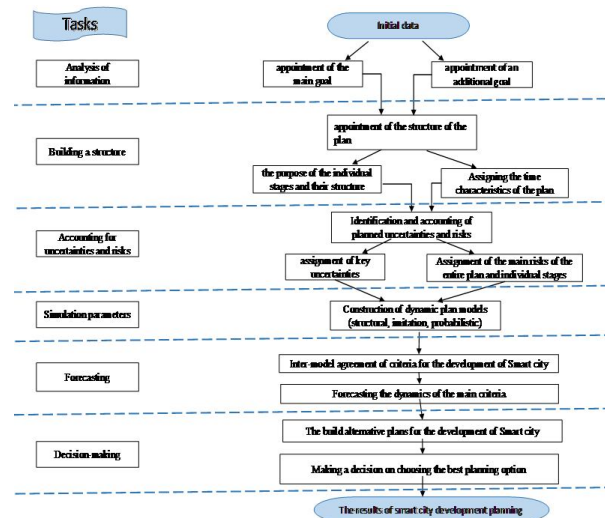 Tasks
Initial data
Analysis of
information
appointment of the
main goal
appointment of an
additional goal
appointment of the structure of the
plan
Building a structure
the purpose of the individual
stages and their structure
Assigning the time
characteristics of the plan
Identification and accounting of
planned uncertainties and risks
Accounting for
uncertainties and risks
assignment of key
uncertainties
Assignment of the main risks of the
entire plan and individual stages
Simulation parameters
Construction of dynamic plan models
(structural, imitation, probabilistic)
Inter-model agreement of criteria for the development of Smart city
Forecasting
Forecasting the dynamics of the main criteria
The build alternative plans for the development of Smart city
Decision-making
Making a decision on choosing the best planning option
The results of smart city development planning